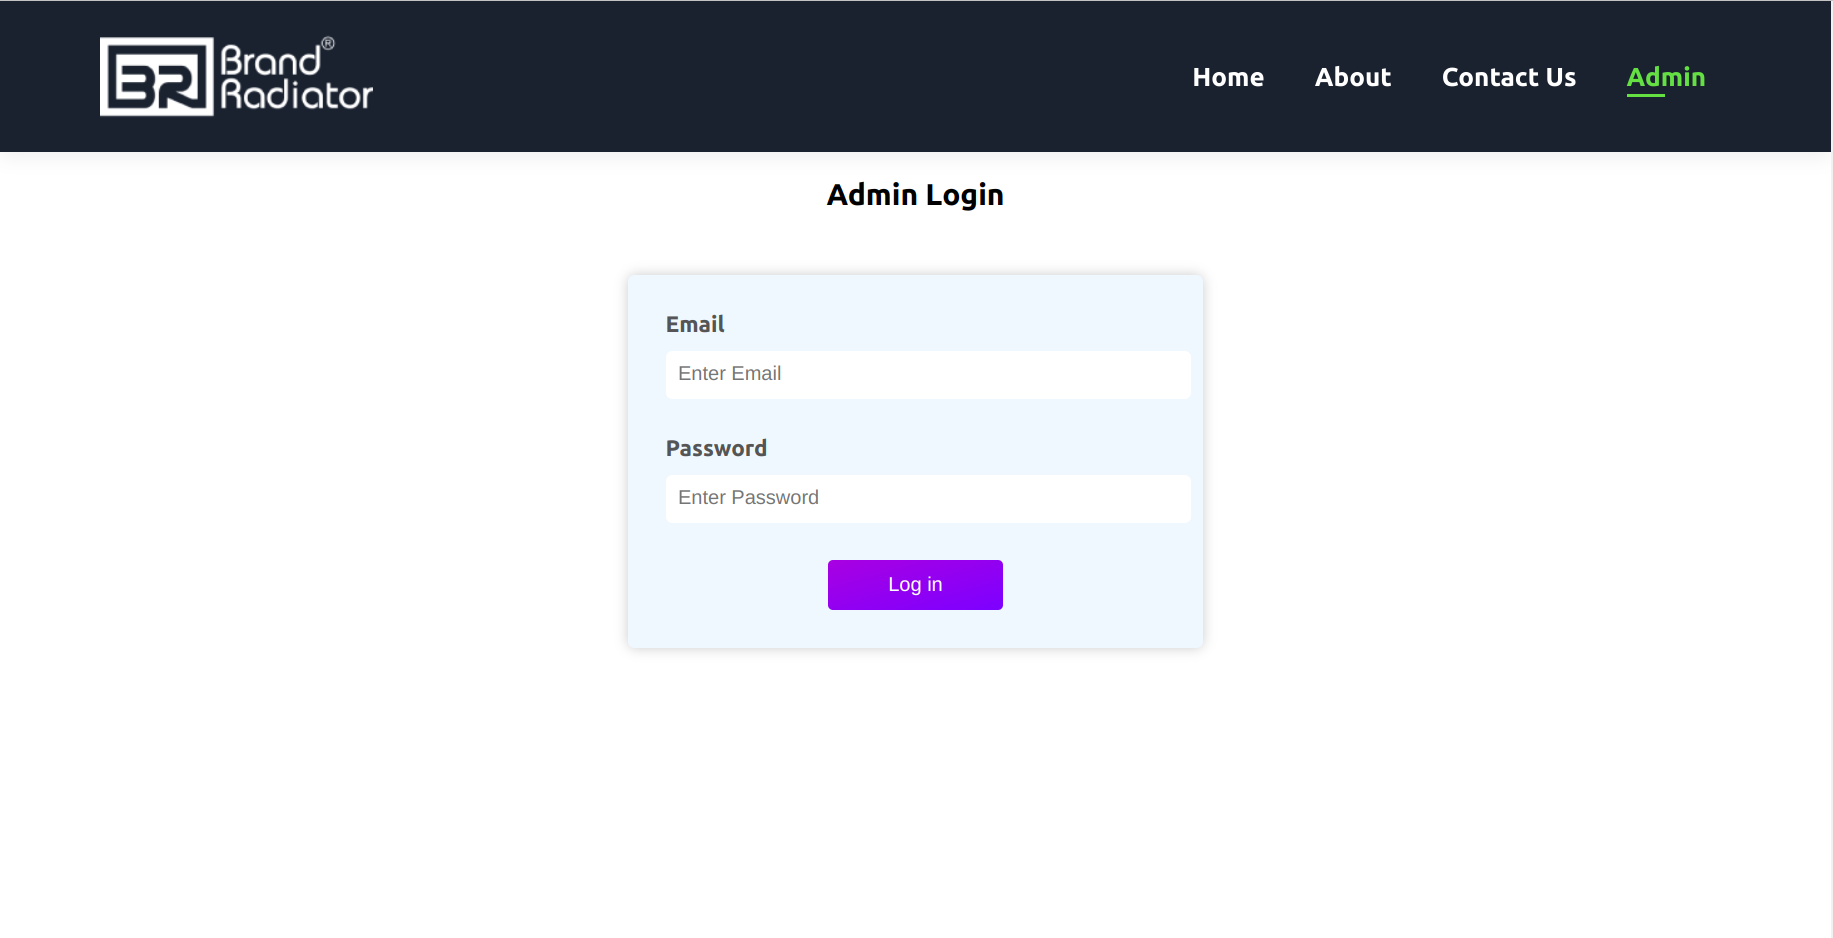 BR Brand® Radiator
Home About Contact Us Admin
Admin Login
Email
Enter Email
Password
Enter Password
Log in